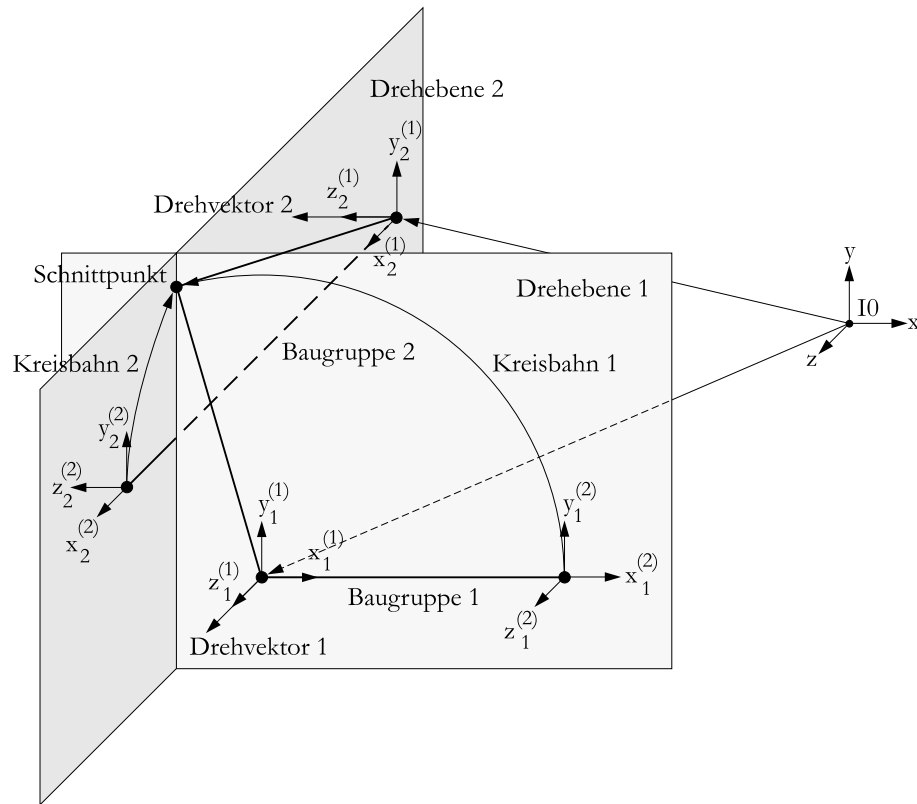 Drehebene 2
y₂⁽¹⁾
z₂⁽¹⁾
Drehvektor 2
x₂⁽¹⁾
Schnittpunkt
Drehebene 1
y
I0
x
z
Kreisbahn 2
Baugruppe 2
Kreisbahn 1
y₂⁽²⁾
z₂⁽²⁾
x₂⁽²⁾
y₁⁽¹⁾
y₁⁽²⁾
x₁⁽¹⁾
z₁⁽¹⁾
x₁⁽²⁾
Baugruppe 1
z₁⁽²⁾
Drehvektor 1